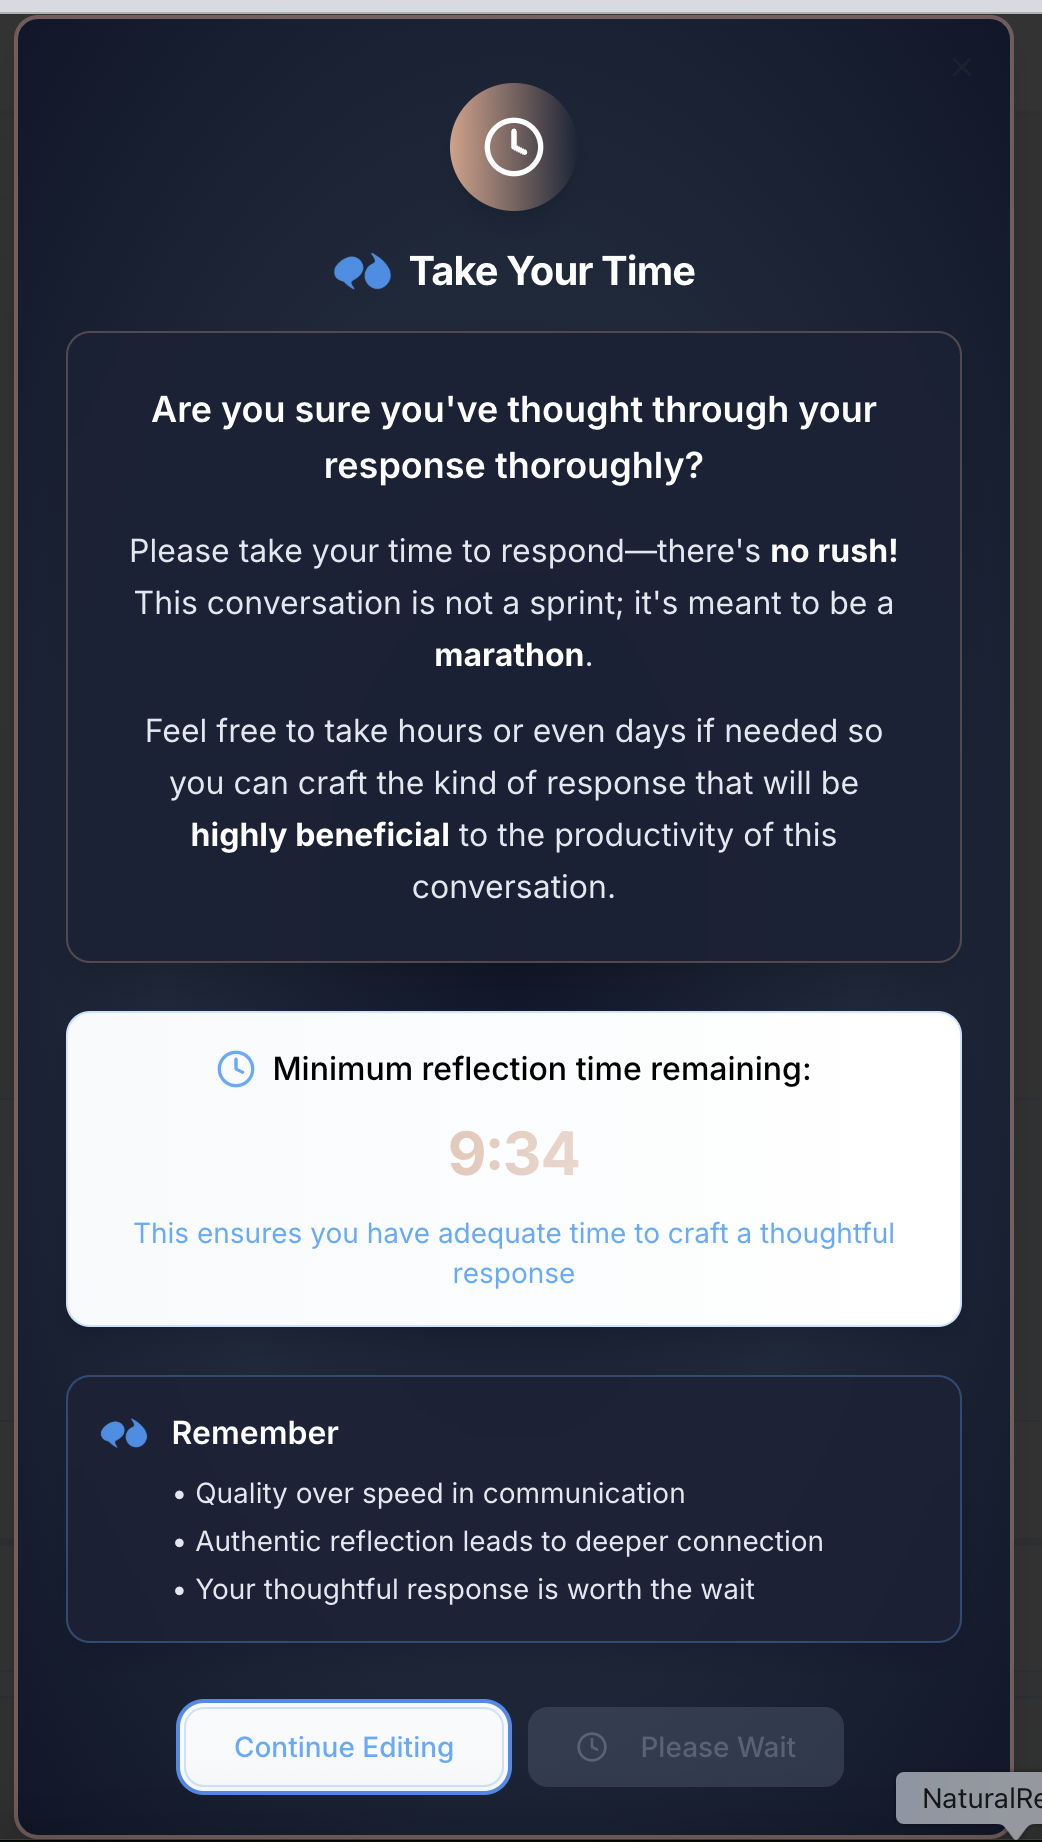 Take Your Time
Are you sure you've thought through your
response thoroughly?
Please take your time to respond—there's no rush!
This conversation is not a sprint; it's meant to be a
marathon.
Feel free to take hours or even days if needed so
you can craft the kind of response that will be
highly beneficial to the productivity of this
conversation.
Minimum reflection time remaining:
9:34
This ensures you have adequate time to craft a thoughtful
response
Remember
• Quality over speed in communication
• Authentic reflection leads to deeper connection
• Your thoughtful response is worth the wait
Continue Editing
Please Wait